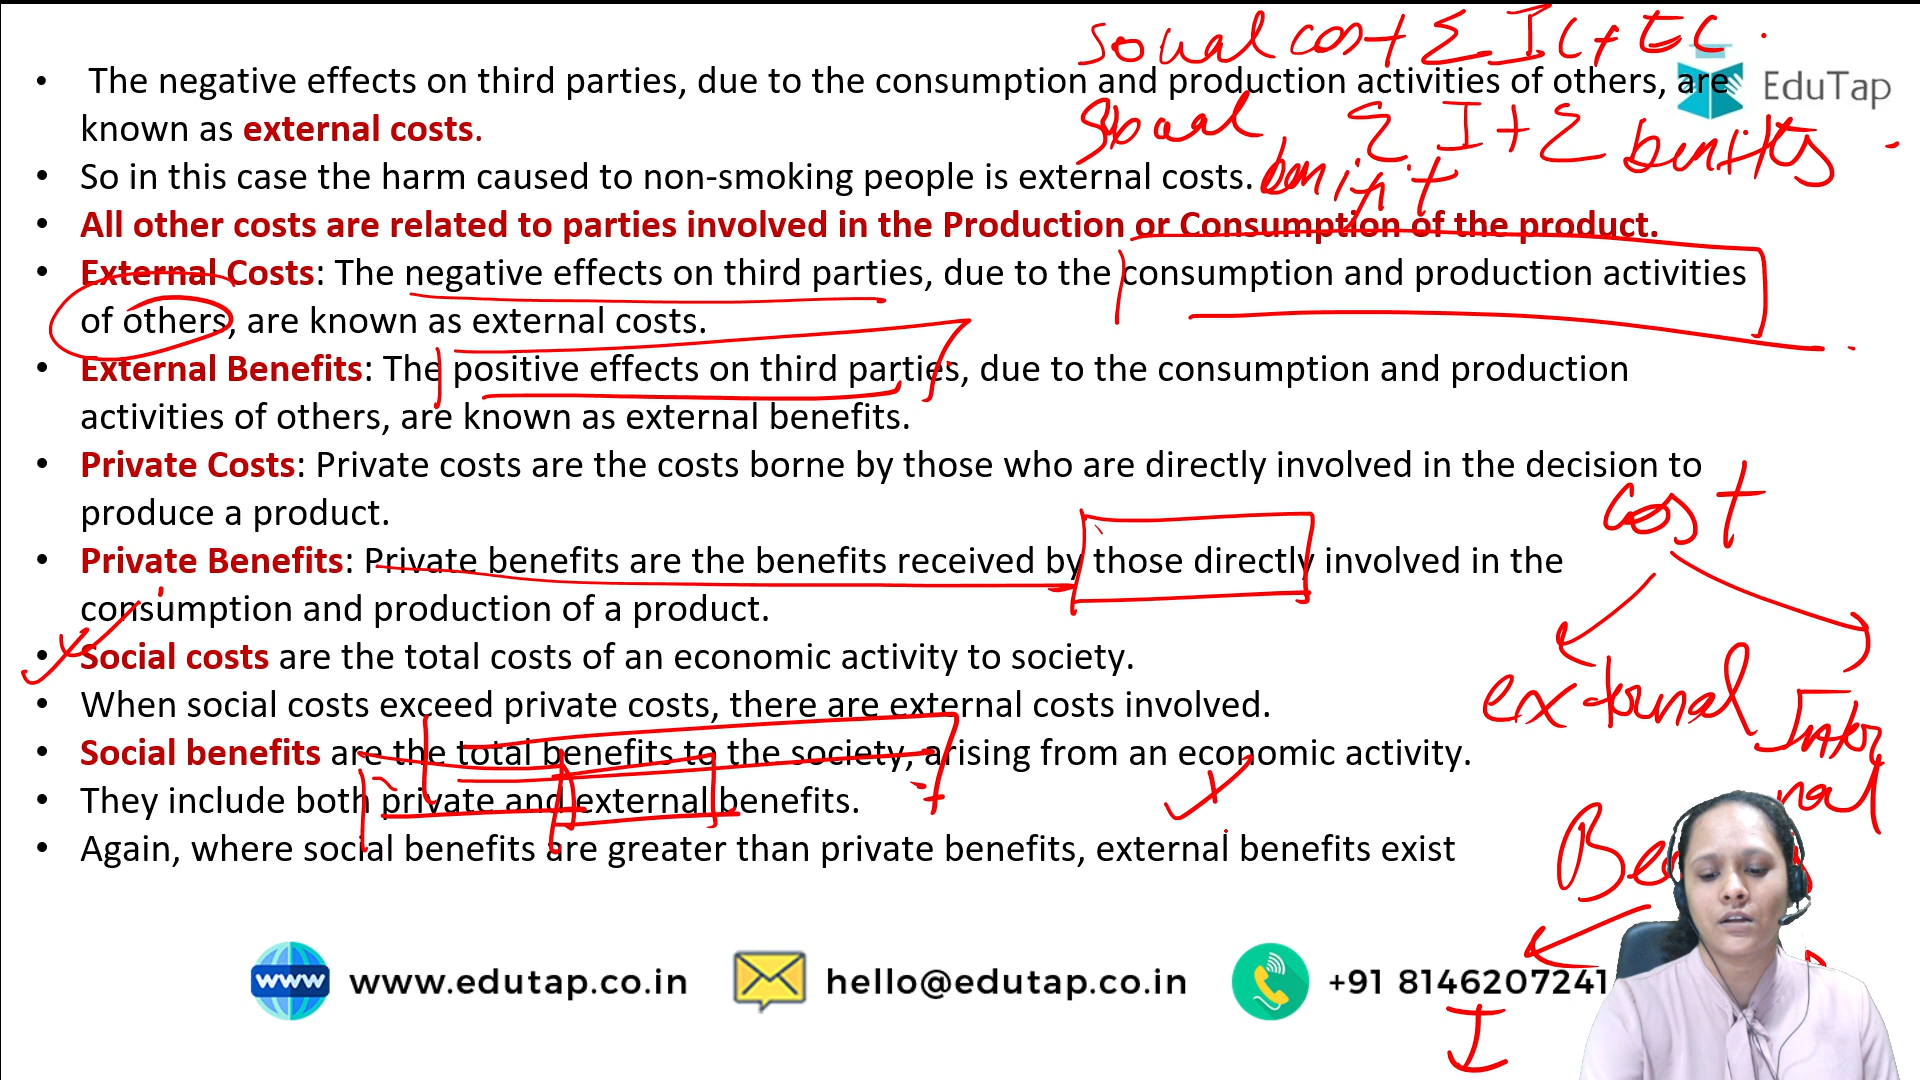 Social cost Σ IC + EC.
• The negative effects on third parties, due to the consumption and production activities of others, are
EduTap
known as external costs.
Social benifit Σ I + Σ benifits
• So in this case the harm caused to non-smoking people is external costs.
• All other costs are related to parties involved in the Production or Consumption of the product.
• External Costs: The negative effects on third parties, due to the consumption and production activities
of others, are known as external costs.
• External Benefits: The positive effects on third parties, due to the consumption and production
activities of others, are known as external benefits.
• Private Costs: Private costs are the costs borne by those who are directly involved in the decision to
produce a product.
cost
• Private Benefits: Private benefits are the benefits received by those directly involved in the
consumption and production of a product.
• Social costs are the total costs of an economic activity to society.
• When social costs exceed private costs, there are external costs involved.
external
Internal
• Social benefits are the total benefits to the society, arising from an economic activity.
• They include both private and external benefits.
• Again, where social benefits are greater than private benefits, external benefits exist
www www.edutap.co.in hello@edutap.co.in +91 8146207241
I